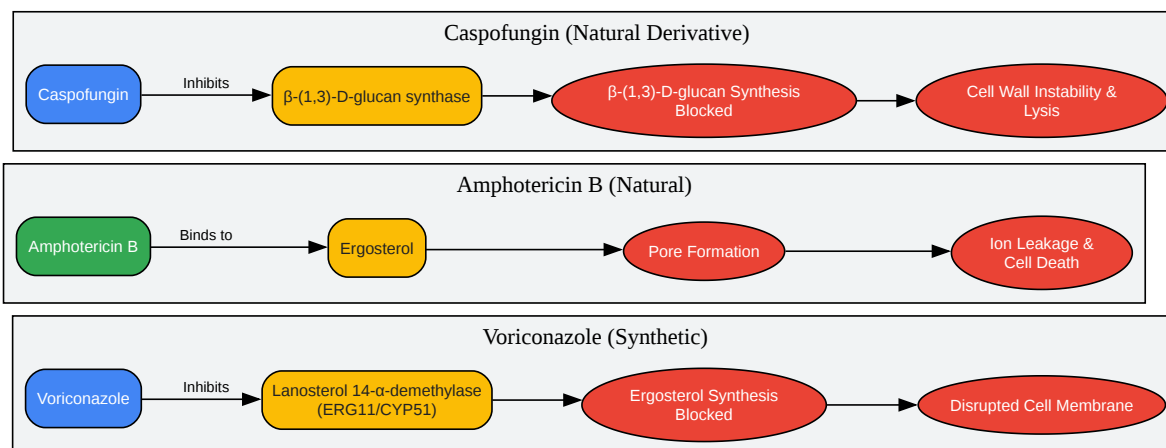 Caspofungin (Natural Derivative)
Caspofungin
Inhibits
β-(1,3)-D-glucan synthase
β-(1,3)-D-glucan Synthesis
Blocked
Cell Wall Instability &
Lysis
Amphotericin B (Natural)
Amphotericin B
Binds to
Ergosterol
Pore Formation
Ion Leakage &
Cell Death
Voriconazole (Synthetic)
Voriconazole
Inhibits
Lanosterol 14-α-demethylase
(ERG11/CYP51)
Ergosterol Synthesis
Blocked
Disrupted Cell Membrane